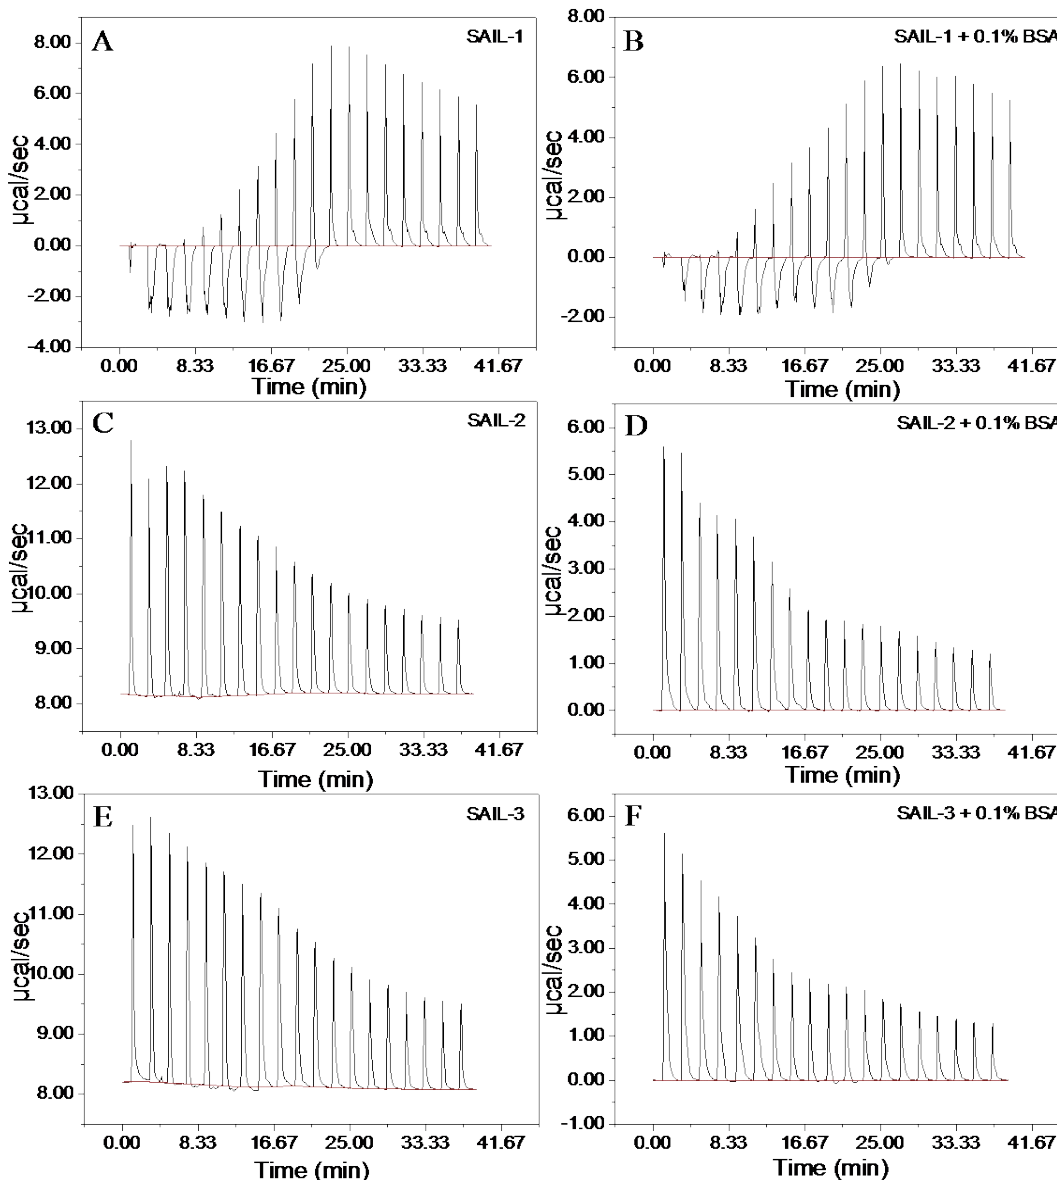 A
SAIL-1
8.00
6.00
4.00
2.00
0.00
-2.00
-4.00
µcal/sec
0.00 8.33 16.67 25.00 33.33 41.67
Time (min)
B
SAIL-1 + 0.1% BSA
8.00
6.00
4.00
2.00
0.00
-2.00
µcal/sec
0.00 8.33 16.67 25.00 33.33 41.67
Time (min)
C
SAIL-2
13.00
12.00
11.00
10.00
9.00
8.00
µcal/sec
0.00 8.33 16.67 25.00 33.33 41.67
Time (min)
D
SAIL-2 + 0.1% BSA
6.00
5.00
4.00
3.00
2.00
1.00
0.00
µcal/sec
0.00 8.33 16.67 25.00 33.33 41.67
Time (min)
E
SAIL-3
13.00
12.00
11.00
10.00
9.00
8.00
µcal/sec
0.00 8.33 16.67 25.00 33.33 41.67
Time (min)
F
SAIL-3 + 0.1% BSA
6.00
5.00
4.00
3.00
2.00
1.00
0.00
-1.00
µcal/sec
0.00 8.33 16.67 25.00 33.33 41.67
Time (min)